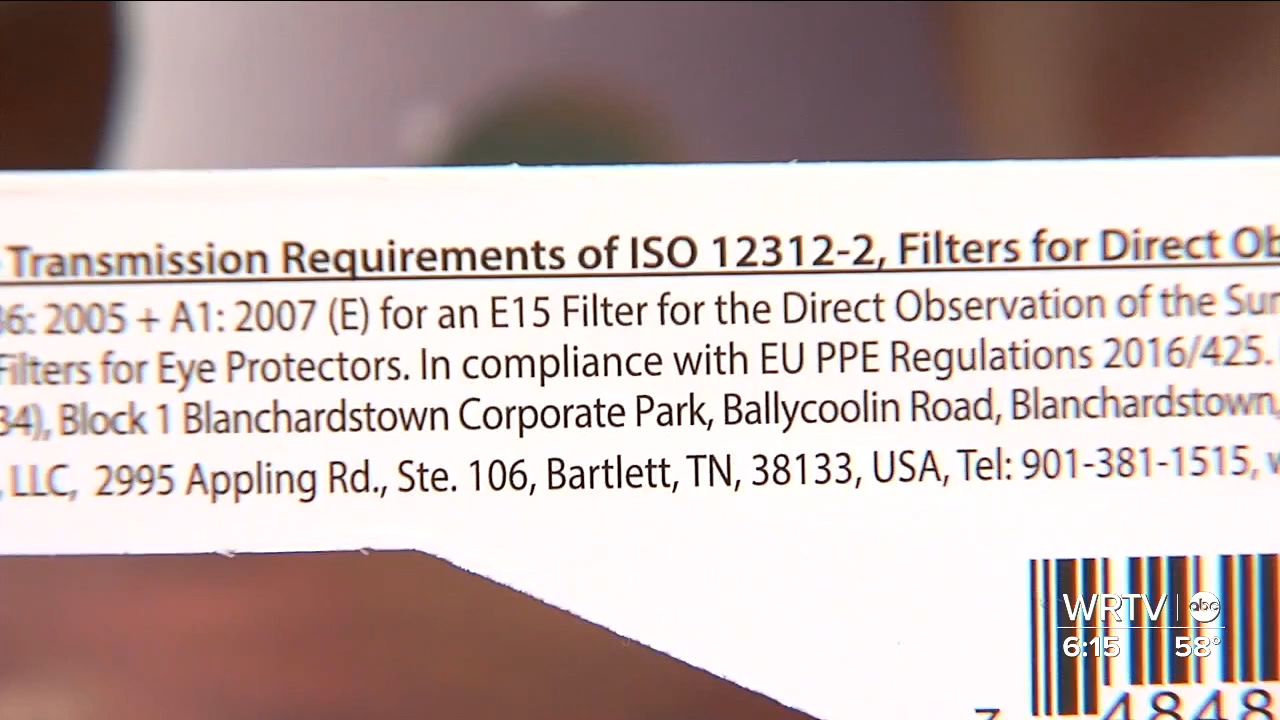 Transmission Requirements of ISO 12312-2, Filters for Direct
36: 2005 + A1: 2007 (E) for an E15 Filter for the Direct Observation of the Sun
Filters for Eye Protectors. In compliance with EU PPE Regulations 2016/425.
34), Block 1 Blanchardstown Corporate Park, Ballycoolin Road, Blanchardstown,
, LLC, 2995 Appling Rd., Ste. 106, Bartlett, TN, 38133, USA, Tel: 901-381-1515,
WRTV abc
6:15 58°
4848